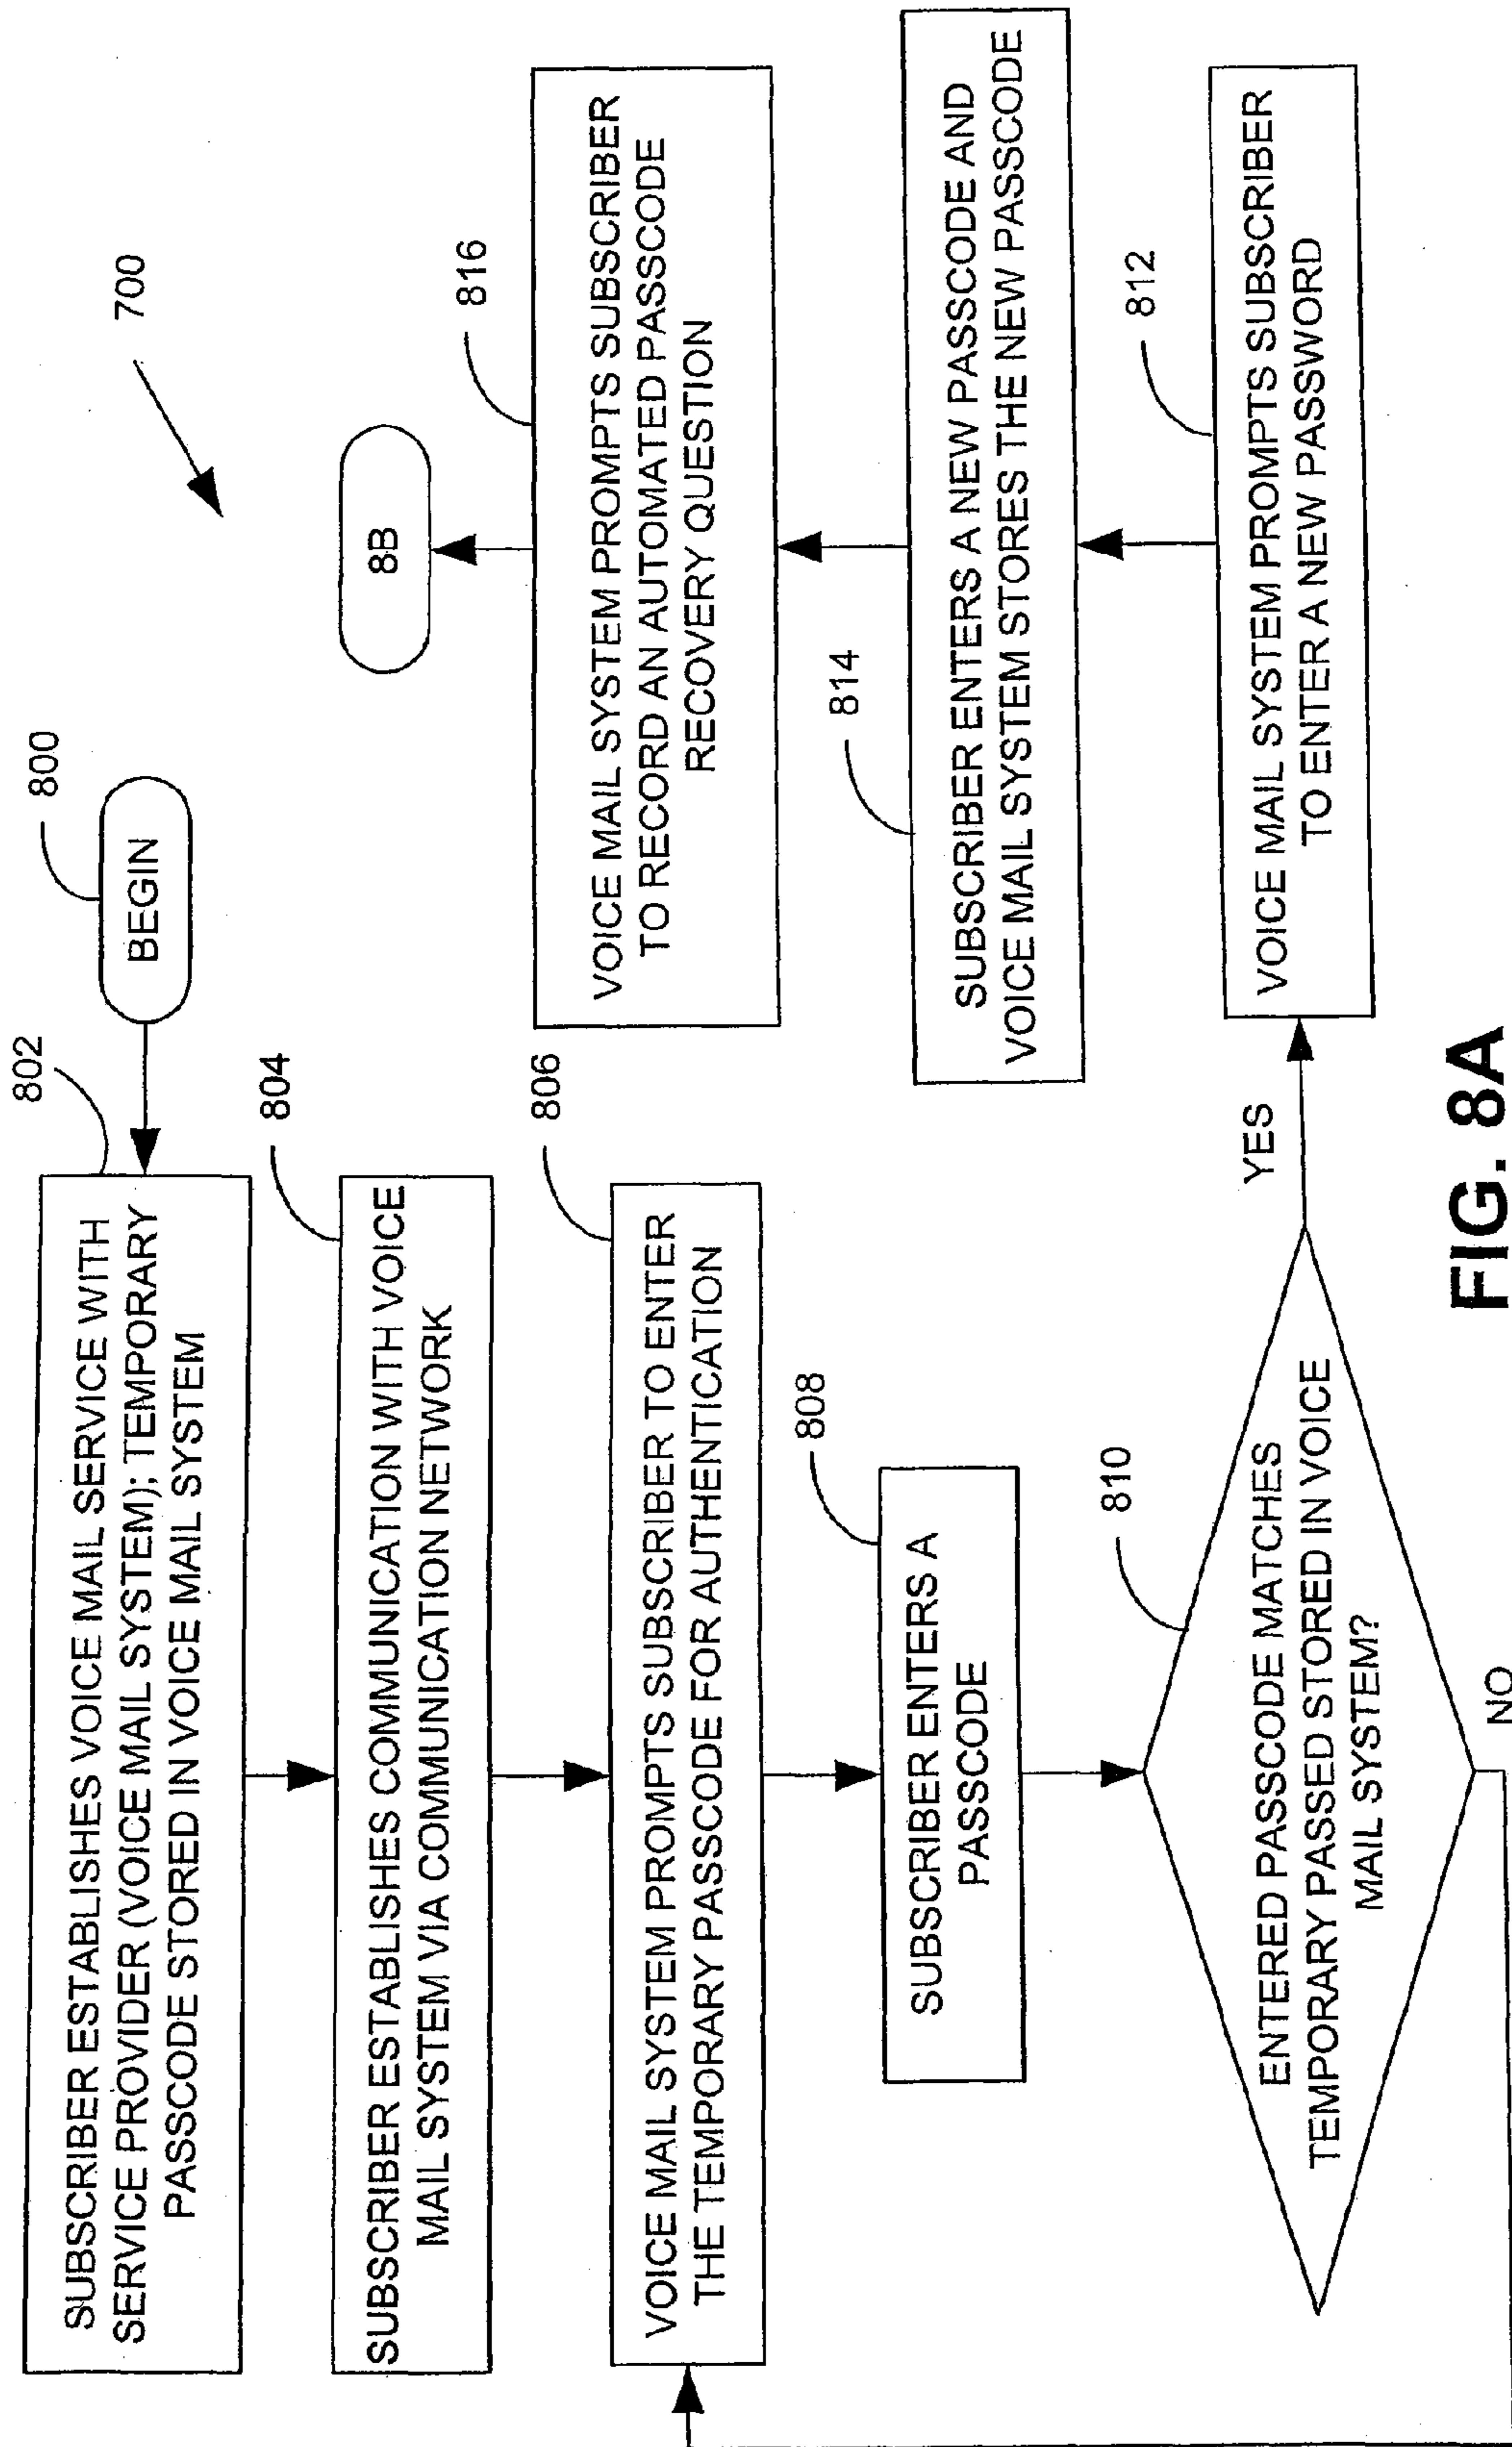 700
800
BEGIN
802
SUBSCRIBER ESTABLISHES VOICE MAIL SERVICE WITH
SERVICE PROVIDER (VOICE MAIL SYSTEM); TEMPORARY
PASSCODE STORED IN VOICE MAIL SYSTEM
804
SUBSCRIBER ESTABLISHES COMMUNICATION WITH VOICE
MAIL SYSTEM VIA COMMUNICATION NETWORK
806
VOICE MAIL SYSTEM PROMPTS SUBSCRIBER TO ENTER
THE TEMPORARY PASSCODE FOR AUTHENTICATION
808
SUBSCRIBER ENTERS A
PASSCODE
810
ENTERED PASSCODE MATCHES
TEMPORARY PASSED STORED IN VOICE
MAIL SYSTEM?
NO
YES
812
VOICE MAIL SYSTEM PROMPTS SUBSCRIBER
TO ENTER A NEW PASSWORD
814
SUBSCRIBER ENTERS A NEW PASSCODE AND
VOICE MAIL SYSTEM STORES THE NEW PASSCODE
816
VOICE MAIL SYSTEM PROMPTS SUBSCRIBER
TO RECORD AN AUTOMATED PASSCODE
RECOVERY QUESTION
8B
FIG. 8A